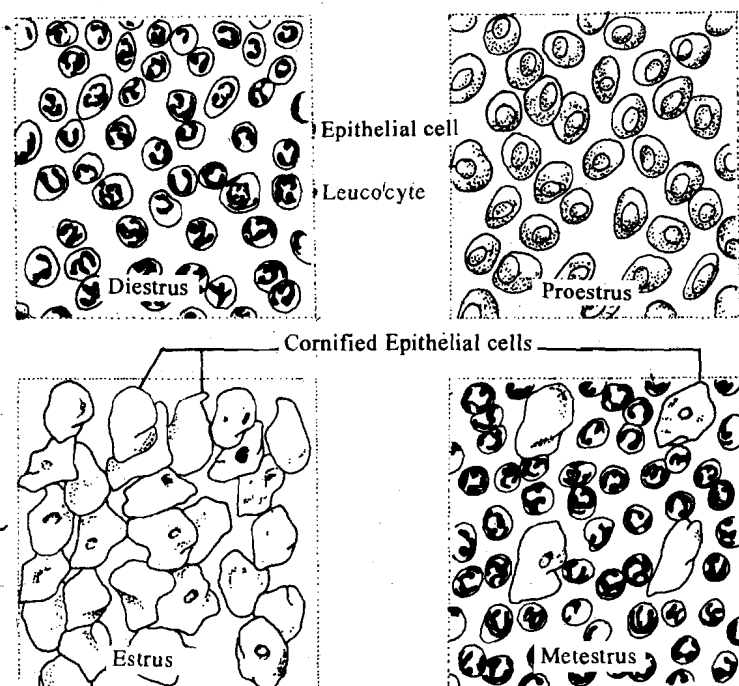 Epithelial cell
Leucocyte
Diestrus
Proestrus
Cornified Epithelial cells
Estrus
Metestrus